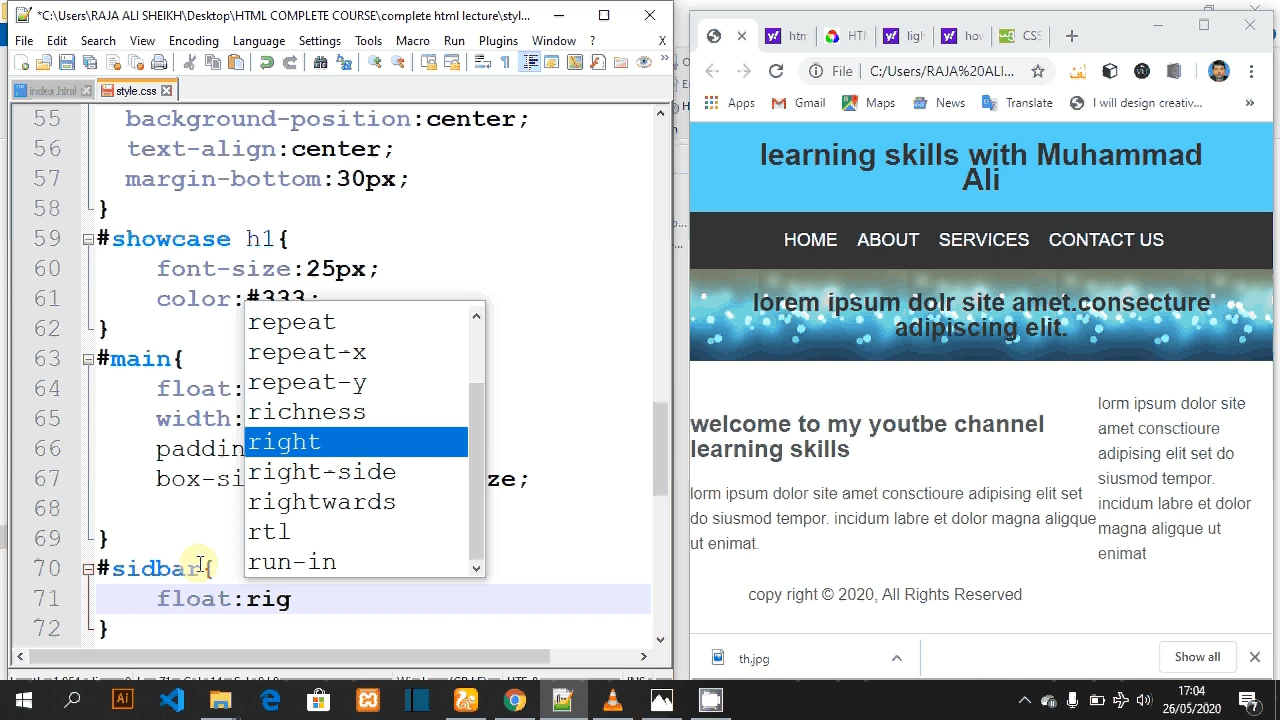 *C:\Users\RAJA ALI SHEIKH\Desktop\HTML COMPLETE COURSE\complete html lecture\styl...
File Edit Search View Encoding Language Settings Tools Macro Run Plugins Window ? X
index.html style.css
55 background-position:center;
56 text-align:center;
57 margin-bottom:30px;
58 }
59 #showcase h1{
60 font-size:25px;
61 color:#333;
62 }
63 #main{
64 float:
65 width:
66 paddin
67 box-si ze;
68
69 }
70 #sidbar{
71 float:rig
72 }
repeat
repeat-x
repeat-y
richness
right
right-side
rightwards
rtl
run-in
htm HTI ligh hov CSS
File C:/Users/RAJA%20ALI...
Apps Gmail Maps News Translate I will design creativ... »
learning skills with Muhammad
Ali
HOME ABOUT SERVICES CONTACT US
lorem ipsum dolr site amet.consecture
adipiscing elit.
welcome to my youtbe channel
learning skills
lorm ipsum dolor site amet consctioure adipising elit set
do siusmod tempor. incidum labre et dolor magna aligque
ut enimat.
lorm ipsum dolor site
amet consctioure
adipising elit set do
siusmod tempor.
incidum labre et dolor
magna aligque ut
enimat
copy right © 2020, All Rights Reserved
th.jpg Show all
17:04
26/05/2020